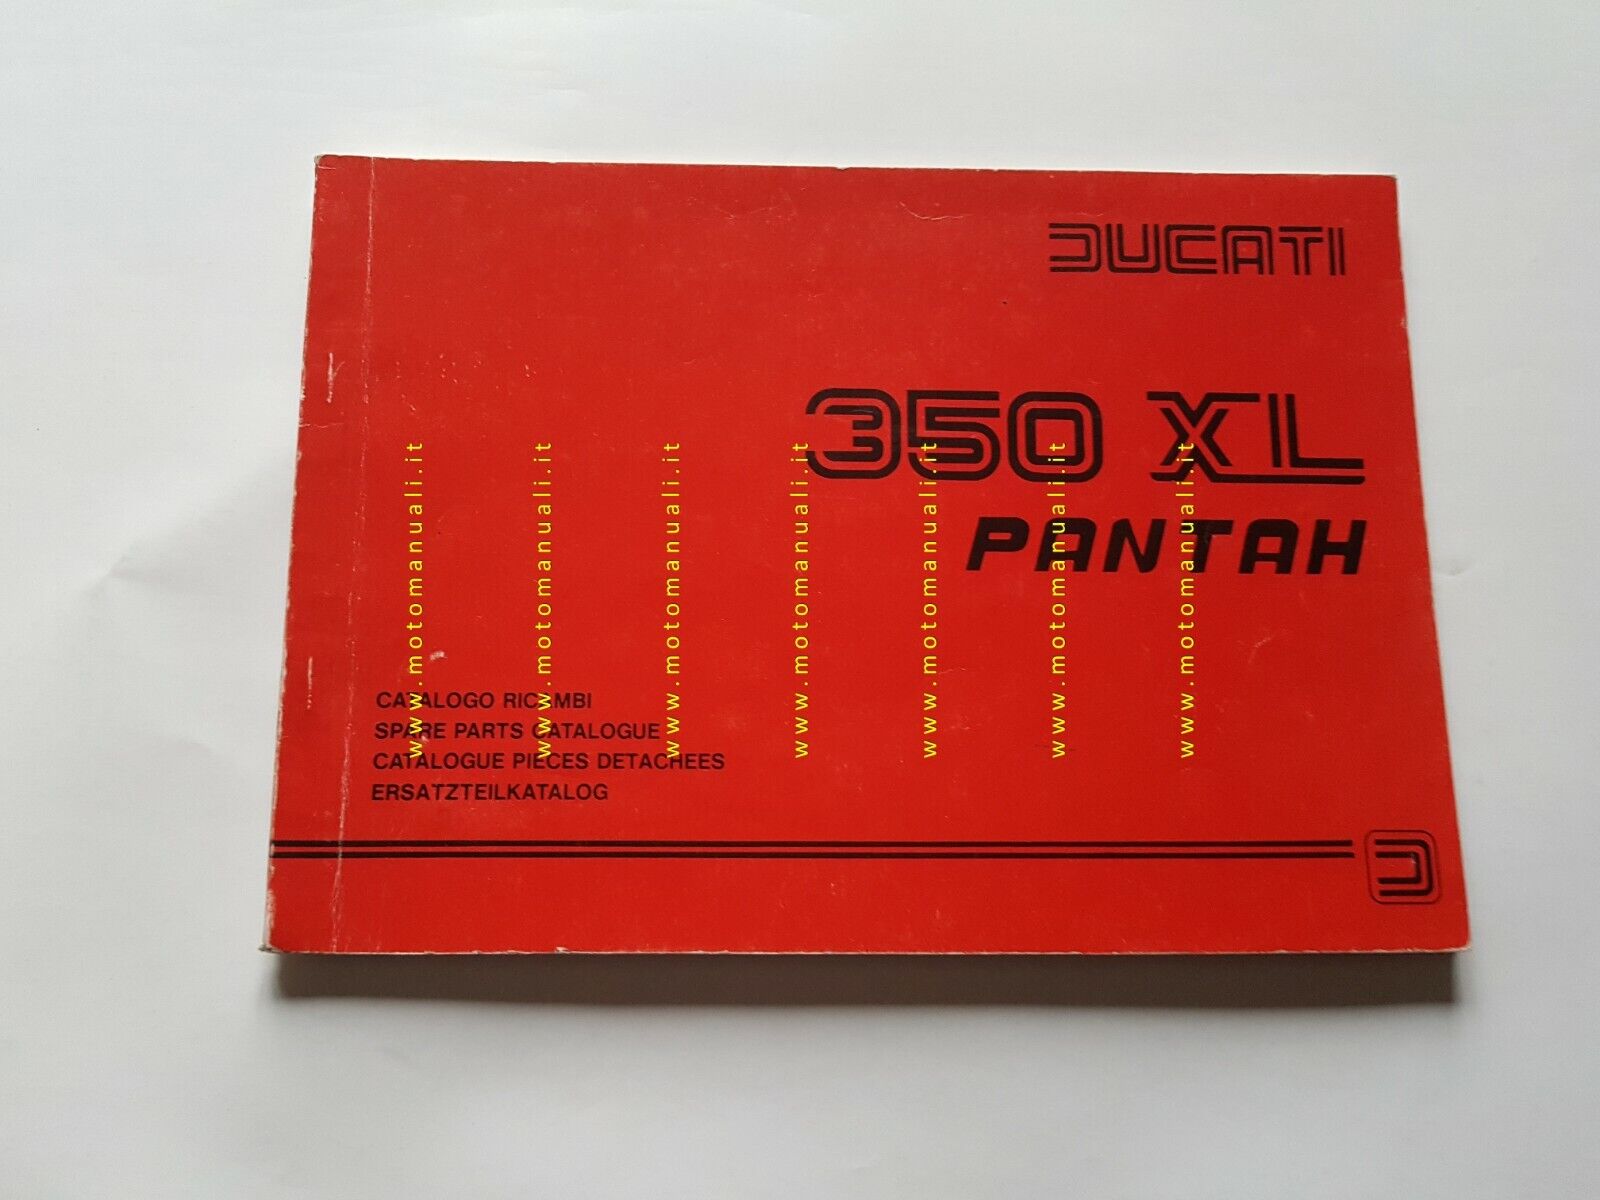 DUCATI
350 XL
PANTAH
CATALOGO RICAMBI
SPARE PARTS CATALOGUE
CATALOGUE PIECES DETACHEES
ERSATZTEILKATALOG
www.motomanuali.it
www.motomanuali.it
www.motomanuali.it
www.motomanuali.it
www.motomanuali.it
www.motomanuali.it
www.motomanuali.it
D